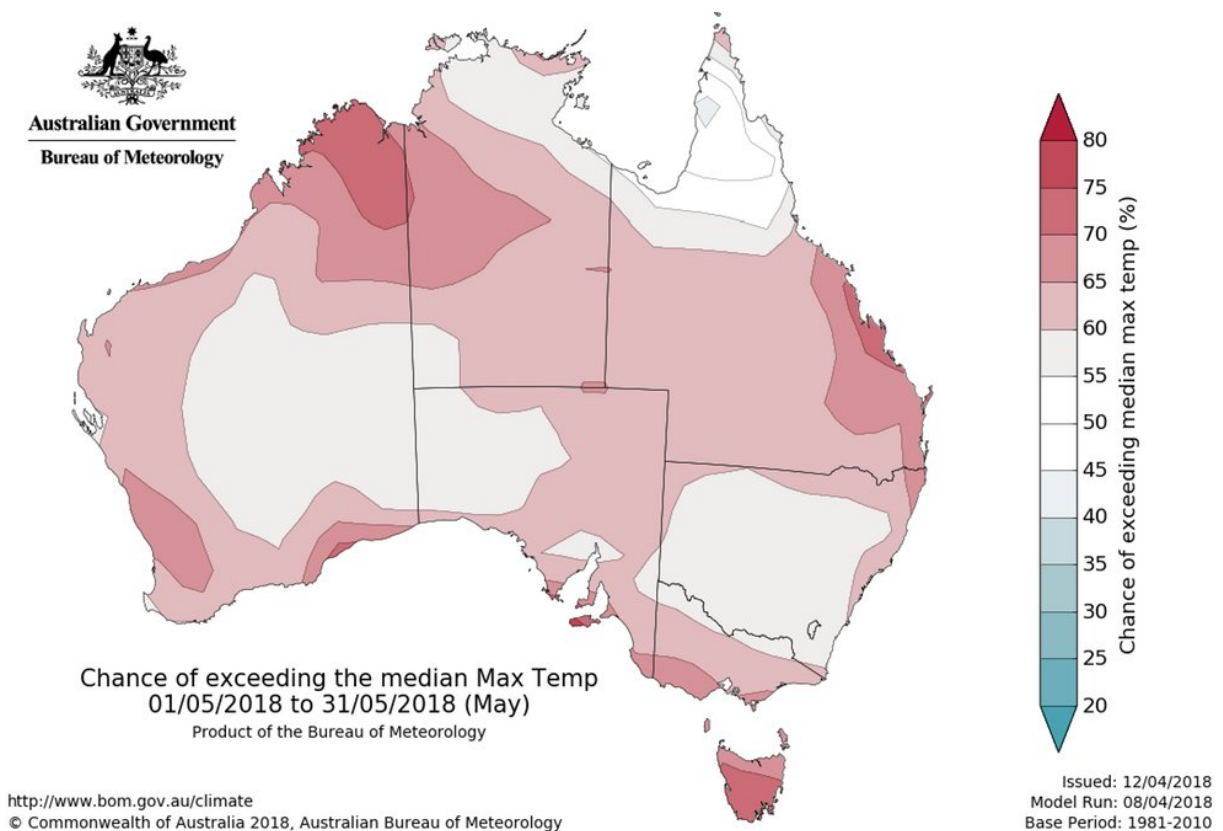 Australian Government
Bureau of Meteorology
80
75
70
65
60
55
50
45
40
35
30
25
20
Chance of exceeding median max temp (%)
Chance of exceeding the median Max Temp
01/05/2018 to 31/05/2018 (May)
Product of the Bureau of Meteorology
http://www.bom.gov.au/climate
© Commonwealth of Australia 2018, Australian Bureau of Meteorology
Issued: 12/04/2018
Model Run: 08/04/2018
Base Period: 1981-2010